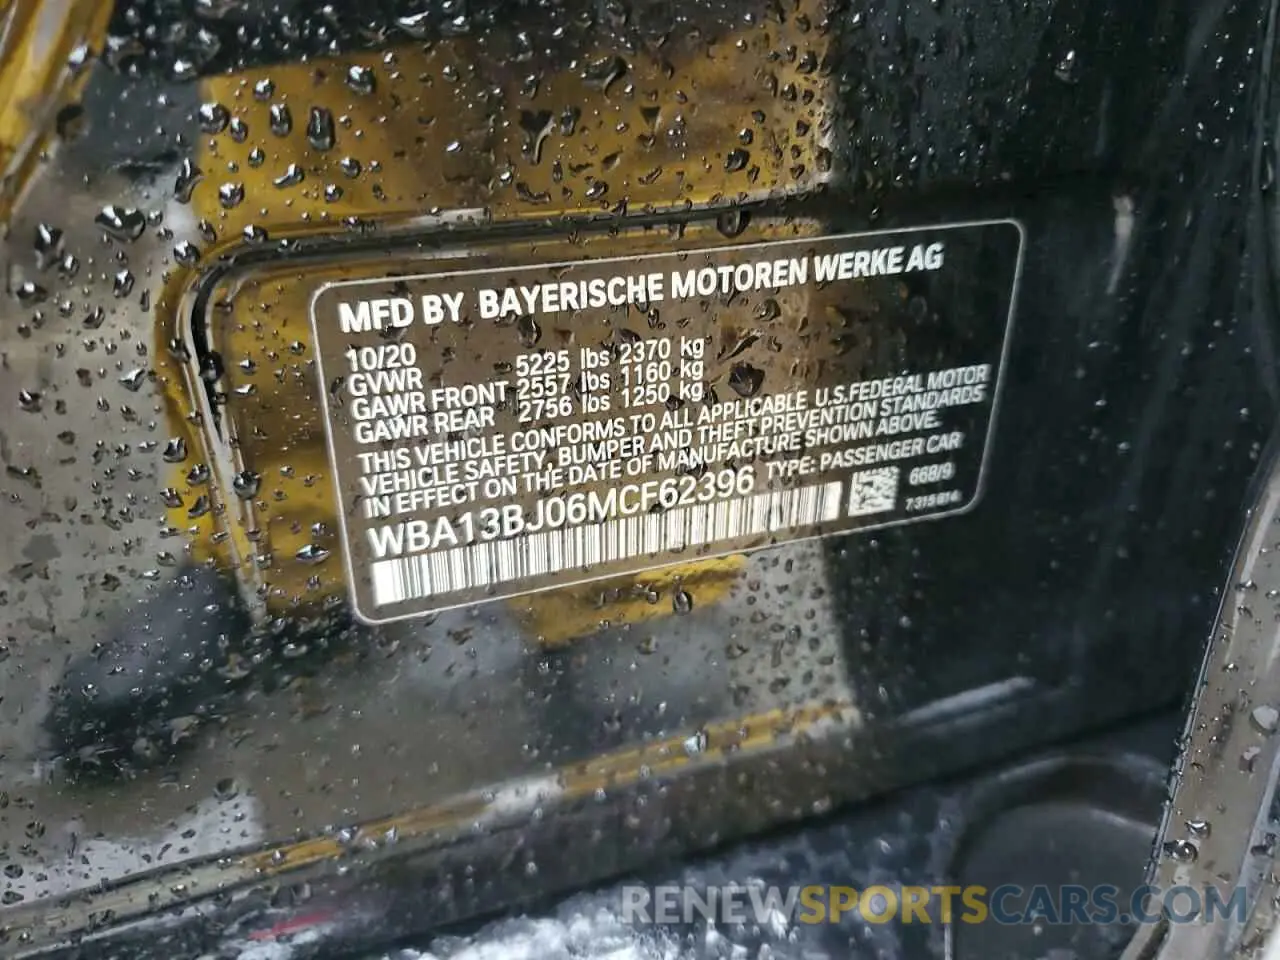 MFD BY BAYERISCHE MOTOREN WERKE AG
10/20
GVWR 5225 lbs 2370 kg
GAWR FRONT 2557 lbs 1160 kg
GAWR REAR 2756 lbs 1250 kg
THIS VEHICLE CONFORMS TO ALL APPLICABLE U.S.FEDERAL MOTOR
VEHICLE SAFETY, BUMPER AND THEFT PREVENTION STANDARDS
IN EFFECT ON THE DATE OF MANUFACTURE SHOWN ABOVE.
WBA13BJ06MCF62396 TYPE: PASSENGER CAR
668/9
7 315 814
RENEWSPORTSCARS.COM